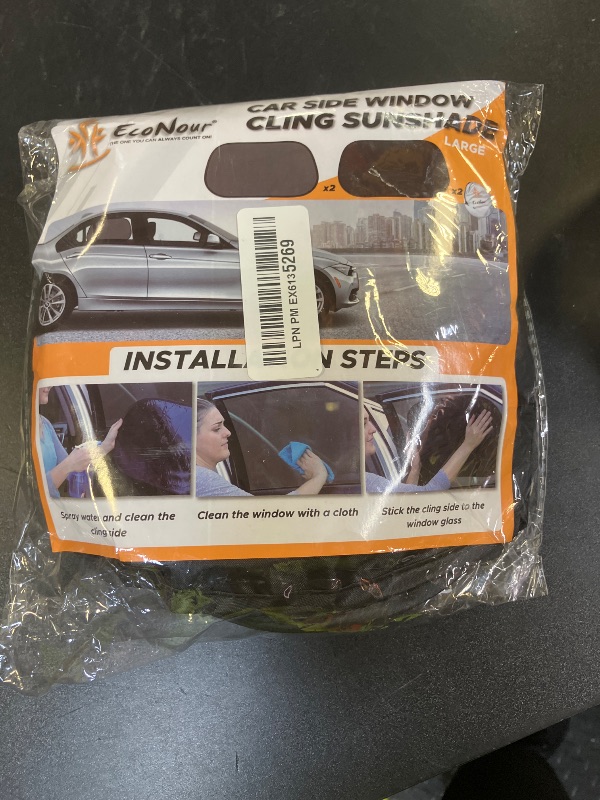 EcoNour®
THE ONE YOU CAN ALWAYS COUNT ON!
CAR SIDE WINDOW
CLING SUNSHADE
LARGE
x2
x2
LPN PM EX6135269
INSTALL N STEPS
Spray water and clean the
cling side
Clean the window with a cloth
Stick the cling side to the
window glass